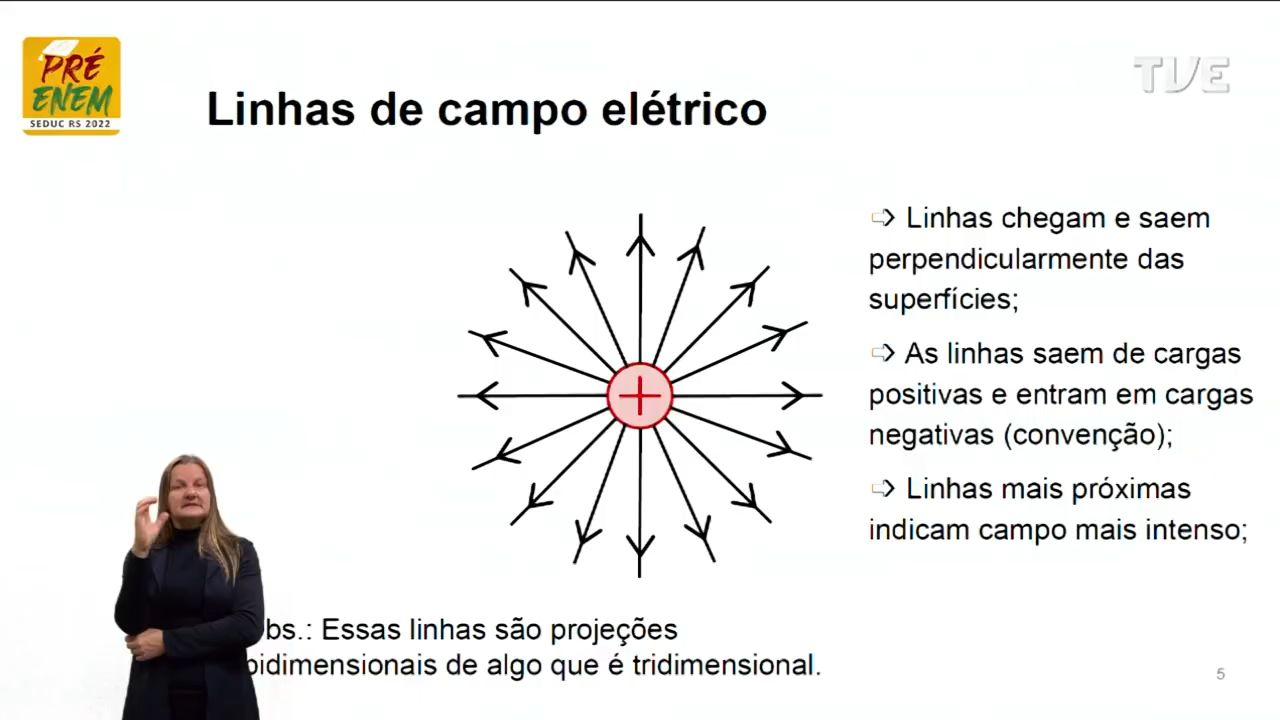 PRÉ
ENEM
SEDUC RS 2022
TVE
Linhas de campo elétrico
➩ Linhas chegam e saem
perpendicularmente das
superfícies;
➩ As linhas saem de cargas
positivas e entram em cargas
negativas (convenção);
➩ Linhas mais próximas
indicam campo mais intenso;
+
bs.: Essas linhas são projeções
bidimensionais de algo que é tridimensional.
5